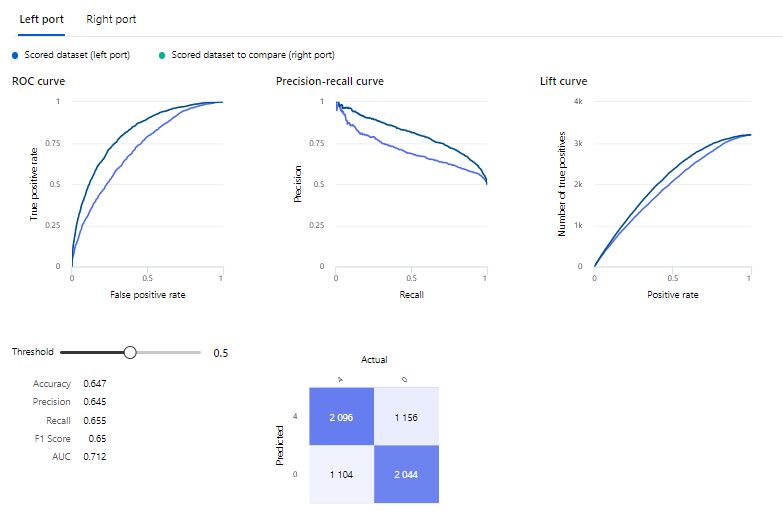 Left port Right port
Scored dataset (left port) Scored dataset to compare (right port)
ROC curve Precision-recall curve Lift curve
1 1 4k
0.75 0.75 3k
0.5 0.5 2k
0.25 0.25 1k
0 0 0
True positive rate Precision Number of true positives
0 0.5 1 0 0.5 1 0 0.5 1
False positive rate Recall Positive rate
Threshold 0.5
Actual
4 0
Accuracy 0.647
Precision 0.645
Recall 0.655
F1 Score 0.65
AUC 0.712
Predicted
4 2 096 1 156
0 1 104 2 044